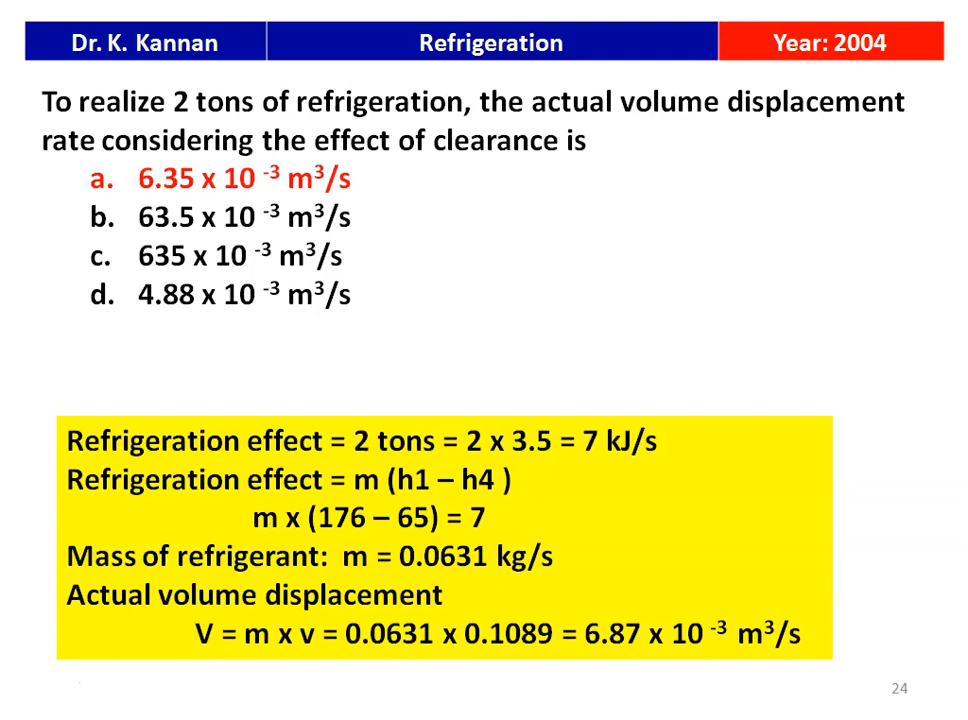 Dr. K. Kannan Refrigeration Year: 2004
To realize 2 tons of refrigeration, the actual volume displacement
rate considering the effect of clearance is
a. 6.35 x 10 ⁻³ m³/s
b. 63.5 x 10 ⁻³ m³/s
c. 635 x 10 ⁻³ m³/s
d. 4.88 x 10 ⁻³ m³/s
Refrigeration effect = 2 tons = 2 x 3.5 = 7 kJ/s
Refrigeration effect = m (h1 – h4 )
m x (176 – 65) = 7
Mass of refrigerant: m = 0.0631 kg/s
Actual volume displacement
V = m x v = 0.0631 x 0.1089 = 6.87 x 10 ⁻³ m³/s
24